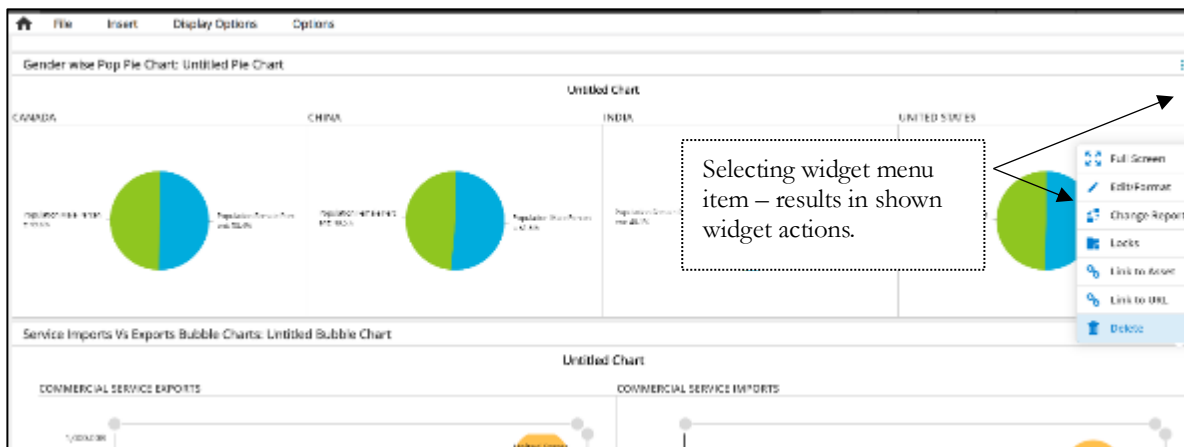 File Insert Display Options Options
Gender wise Pop Pie Chart: Untitled Pie Chart
Untitled Chart
CANADA CHINA INDIA UNITED STATES
Selecting widget menu
item – results in shown
widget actions.
Full Screen
Edit/Format
Change Report
Locks
Link to Asset
Link to URL
Delete
Service Imports Vs Exports Bubble Charts: Untitled Bubble Chart
Untitled Chart
COMMERCIAL SERVICE EXPORTS COMMERCIAL SERVICE IMPORTS